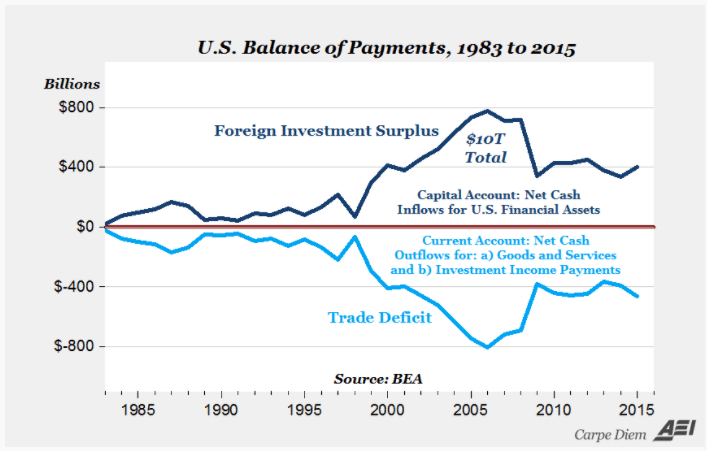 U.S. Balance of Payments, 1983 to 2015
Billions
$800
$400
$0
$-400
$-800
Foreign Investment Surplus
$10T
Total
Capital Account: Net Cash
Inflows for U.S. Financial Assets
Current Account: Net Cash
Outflows for: a) Goods and Services
and b) Investment Income Payments
Trade Deficit
Source: BEA
1985 1990 1995 2000 2005 2010 2015
Carpe Diem AEI